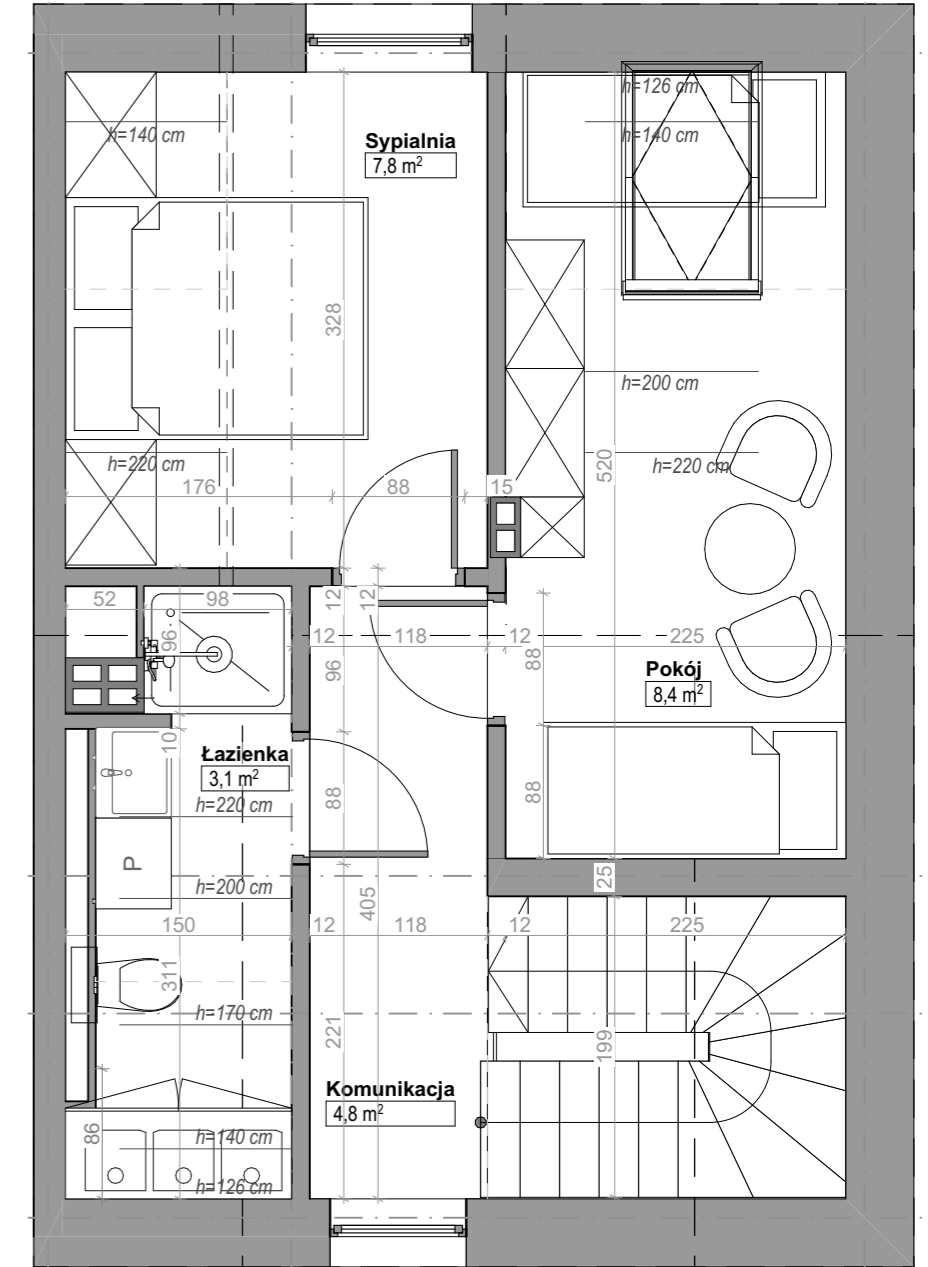 h=126 cm
h=140 cm
h=140 cm
Sypialnia
7,8 m²
328
h=200 cm
h=220 cm
h=220 cm
520
176
88
15
52
98
12
12
96
12
118
12
225
96
88
Pokój
8,4 m²
10
Łazienka
3,1 m²
h=220 cm
88
88
P
h=200 cm
405
25
150
12
118
12
225
311
h=170 cm
221
199
Komunikacja
4,8 m²
86
h=140 cm
h=126 cm